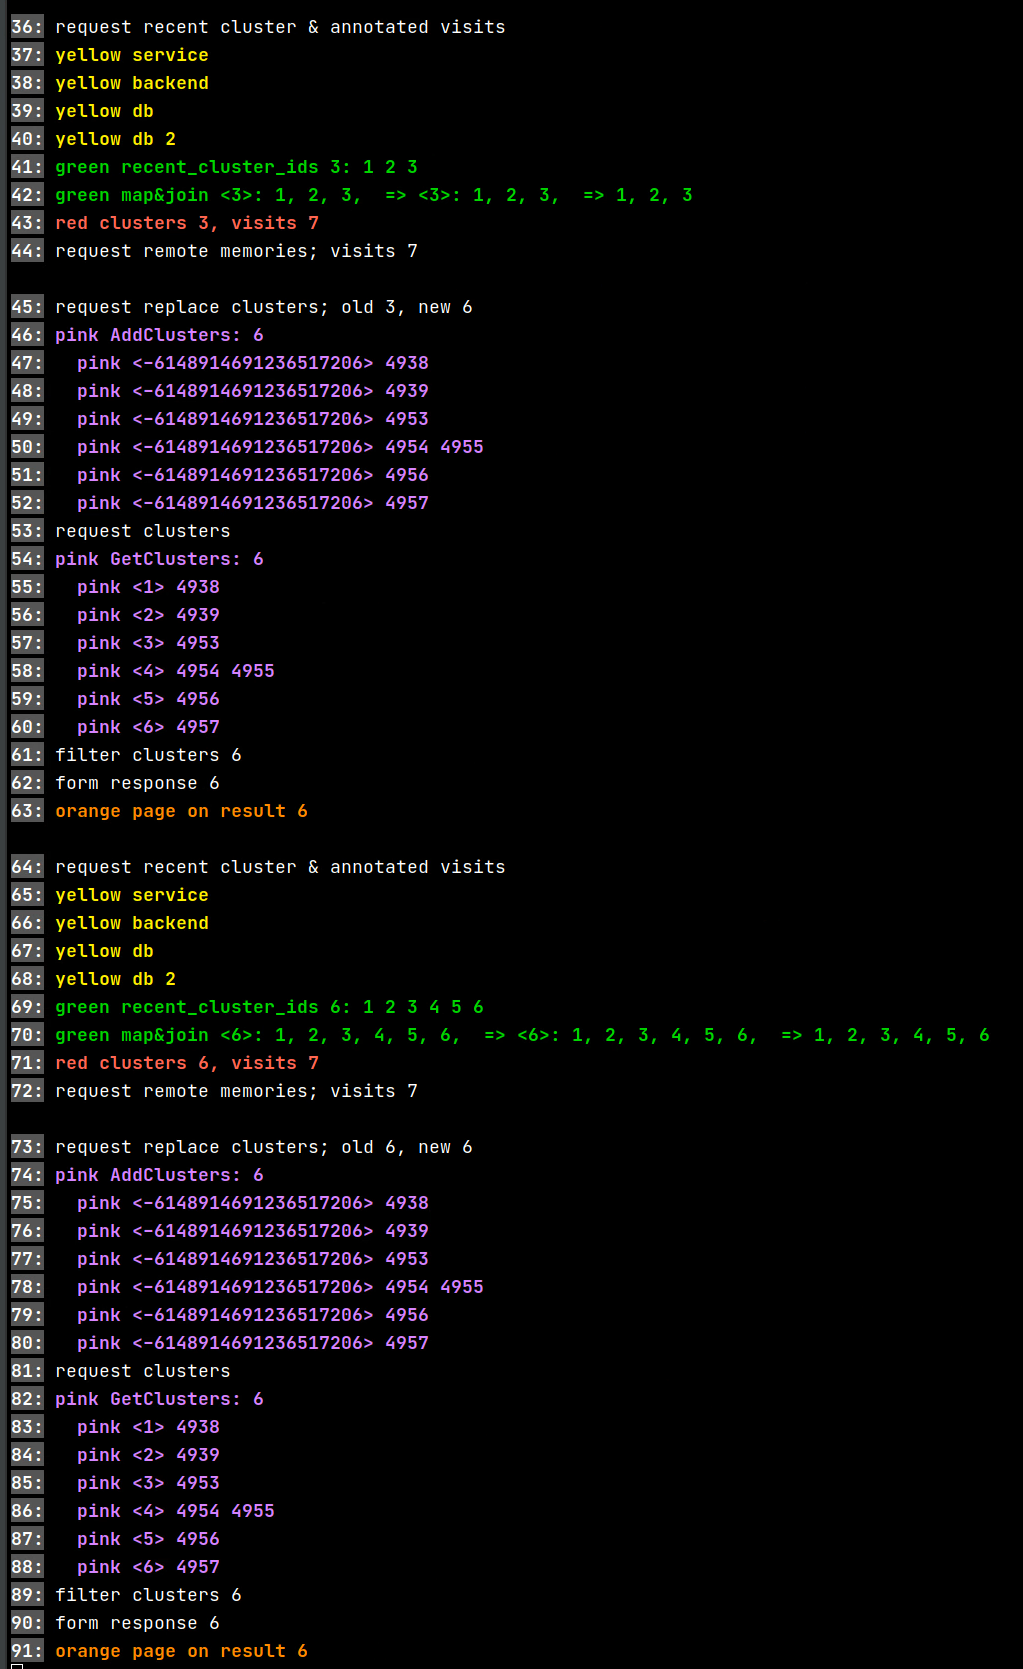 36: request recent cluster & annotated visits
37: yellow service
38: yellow backend
39: yellow db
40: yellow db 2
41: green recent_cluster_ids 3: 1 2 3
42: green map&join <3>: 1, 2, 3,  => <3>: 1, 2, 3,  => 1, 2, 3
43: red clusters 3, visits 7
44: request remote memories; visits 7

45: request replace clusters; old 3, new 6
46: pink AddClusters: 6
47:   pink <-6148914691236517206> 4938
48:   pink <-6148914691236517206> 4939
49:   pink <-6148914691236517206> 4953
50:   pink <-6148914691236517206> 4954 4955
51:   pink <-6148914691236517206> 4956
52:   pink <-6148914691236517206> 4957
53: request clusters
54: pink GetClusters: 6
55:   pink <1> 4938
56:   pink <2> 4939
57:   pink <3> 4953
58:   pink <4> 4954 4955
59:   pink <5> 4956
60:   pink <6> 4957
61: filter clusters 6
62: form response 6
63: orange page on result 6

64: request recent cluster & annotated visits
65: yellow service
66: yellow backend
67: yellow db
68: yellow db 2
69: green recent_cluster_ids 6: 1 2 3 4 5 6
70: green map&join <6>: 1, 2, 3, 4, 5, 6,  => <6>: 1, 2, 3, 4, 5, 6,  => 1, 2, 3, 4, 5, 6
71: red clusters 6, visits 7
72: request remote memories; visits 7

73: request replace clusters; old 6, new 6
74: pink AddClusters: 6
75:   pink <-6148914691236517206> 4938
76:   pink <-6148914691236517206> 4939
77:   pink <-6148914691236517206> 4953
78:   pink <-6148914691236517206> 4954 4955
79:   pink <-6148914691236517206> 4956
80:   pink <-6148914691236517206> 4957
81: request clusters
82: pink GetClusters: 6
83:   pink <1> 4938
84:   pink <2> 4939
85:   pink <3> 4953
86:   pink <4> 4954 4955
87:   pink <5> 4956
88:   pink <6> 4957
89: filter clusters 6
90: form response 6
91: orange page on result 6